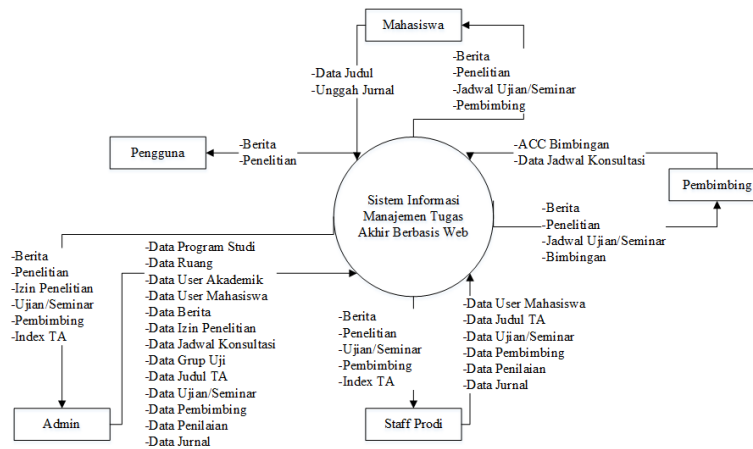 Mahasiswa
-Data Judul
-Unggah Jurnal
-Berita
-Penelitian
-Jadwal Ujian/Seminar
-Pembimbing
Pengguna
-Berita
-Penelitian
-ACC Bimbingan
-Data Jadwal Konsultasi
Pembimbing
Sistem Informasi
Manajemen Tugas
Akhir Berbasis Web
-Berita
-Penelitian
-Jadwal Ujian/Seminar
-Bimbingan
-Berita
-Penelitian
-Izin Penelitian
-Ujian/Seminar
-Pembimbing
-Index TA
-Data Program Studi
-Data Ruang
-Data User Akademik
-Data User Mahasiswa
-Data Berita
-Data Izin Penelitian
-Data Jadwal Konsultasi
-Data Grup Uji
-Data Judul TA
-Data Ujian/Seminar
-Data Pembimbing
-Data Penilaian
-Data Jurnal
-Berita
-Penelitian
-Ujian/Seminar
-Pembimbing
-Index TA
-Data User Mahasiswa
-Data Judul TA
-Data Ujian/Seminar
-Data Pembimbing
-Data Penilaian
-Data Jurnal
Admin
Staff Prodi